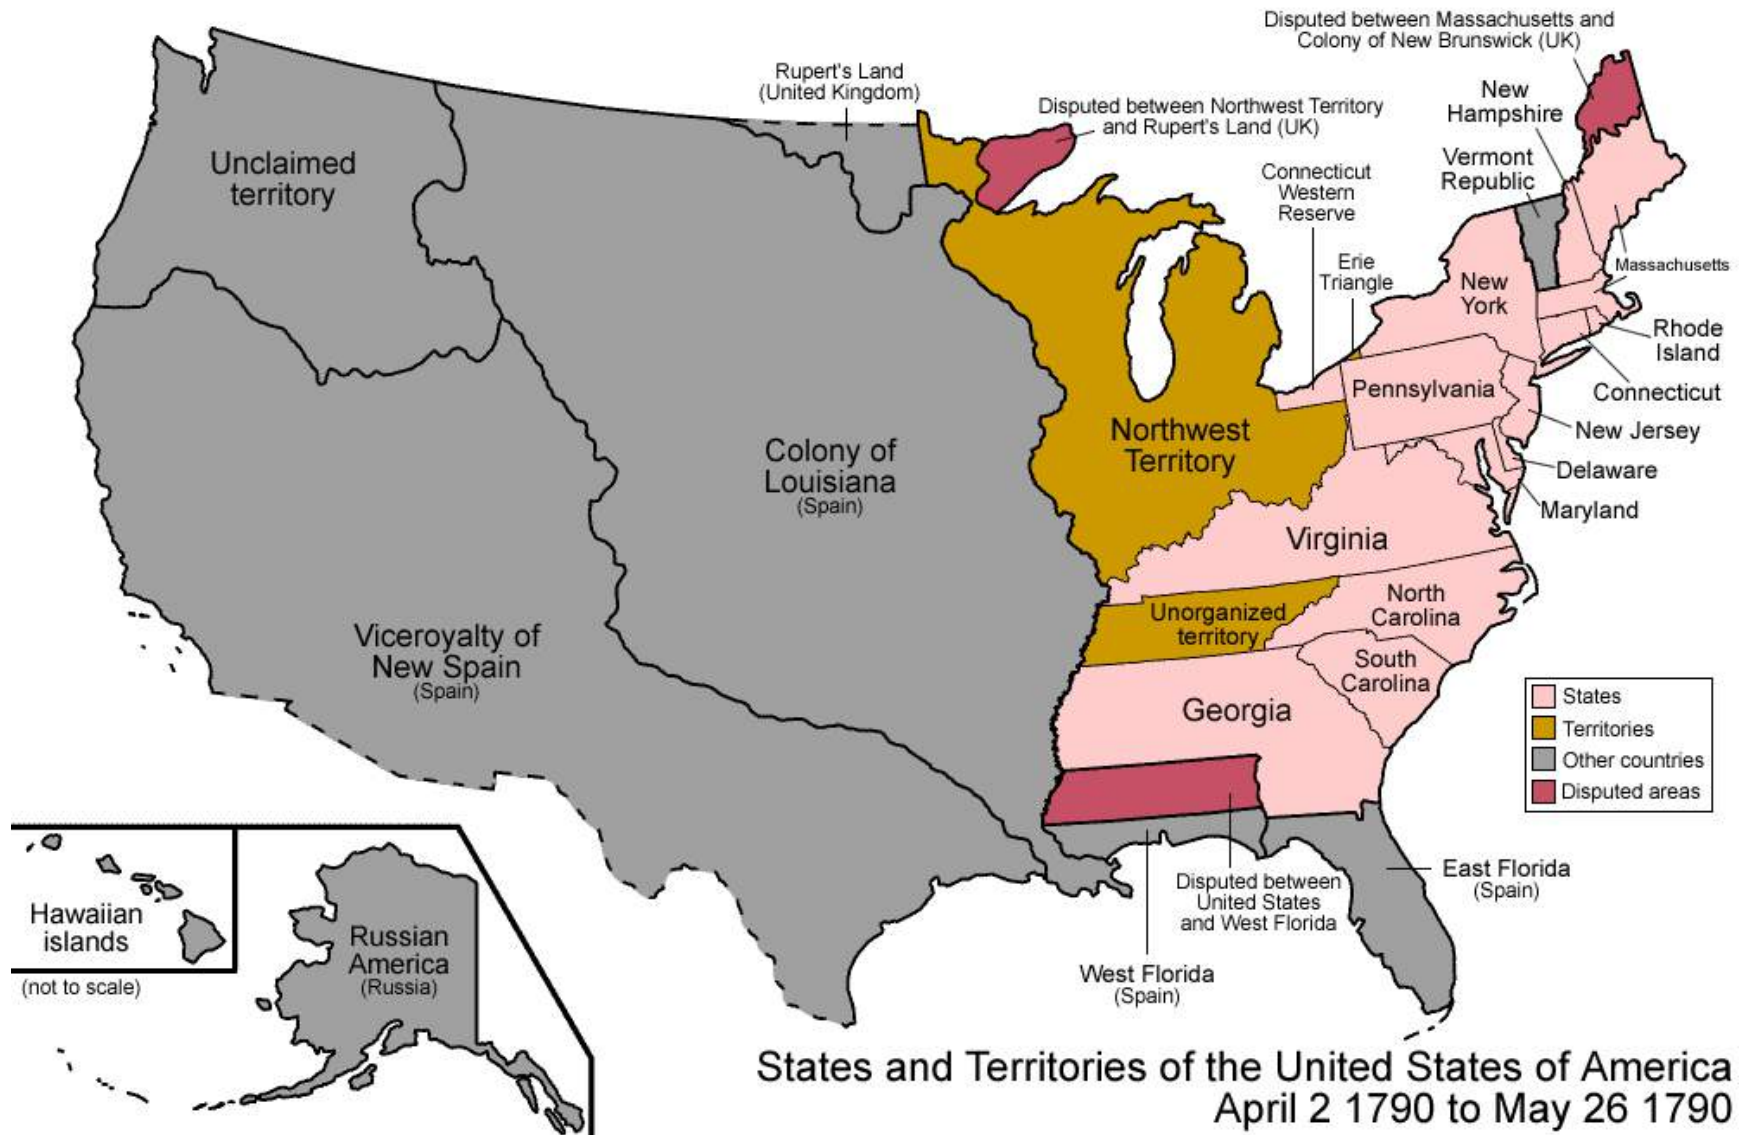 Disputed between Massachusetts and
Colony of New Brunswick (UK)
Rupert's Land
(United Kingdom)
Disputed between Northwest Territory
and Rupert's Land (UK)
New
Hampshire
Vermont
Republic
Unclaimed
territory
Connecticut
Western
Reserve
Erie
Triangle
Massachusetts
New
York
Rhode
Island
Pennsylvania
Connecticut
New Jersey
Northwest
Territory
Colony of
Louisiana
(Spain)
Delaware
Maryland
Virginia
Unorganized
territory
North
Carolina
Viceroyalty of
New Spain
(Spain)
South
Carolina
Georgia
States
Territories
Other countries
Disputed areas
East Florida
(Spain)
Disputed between
United States
and West Florida
West Florida
(Spain)
Hawaiian
islands
(not to scale)
Russian
America
(Russia)
States and Territories of the United States of America
April 2 1790 to May 26 1790